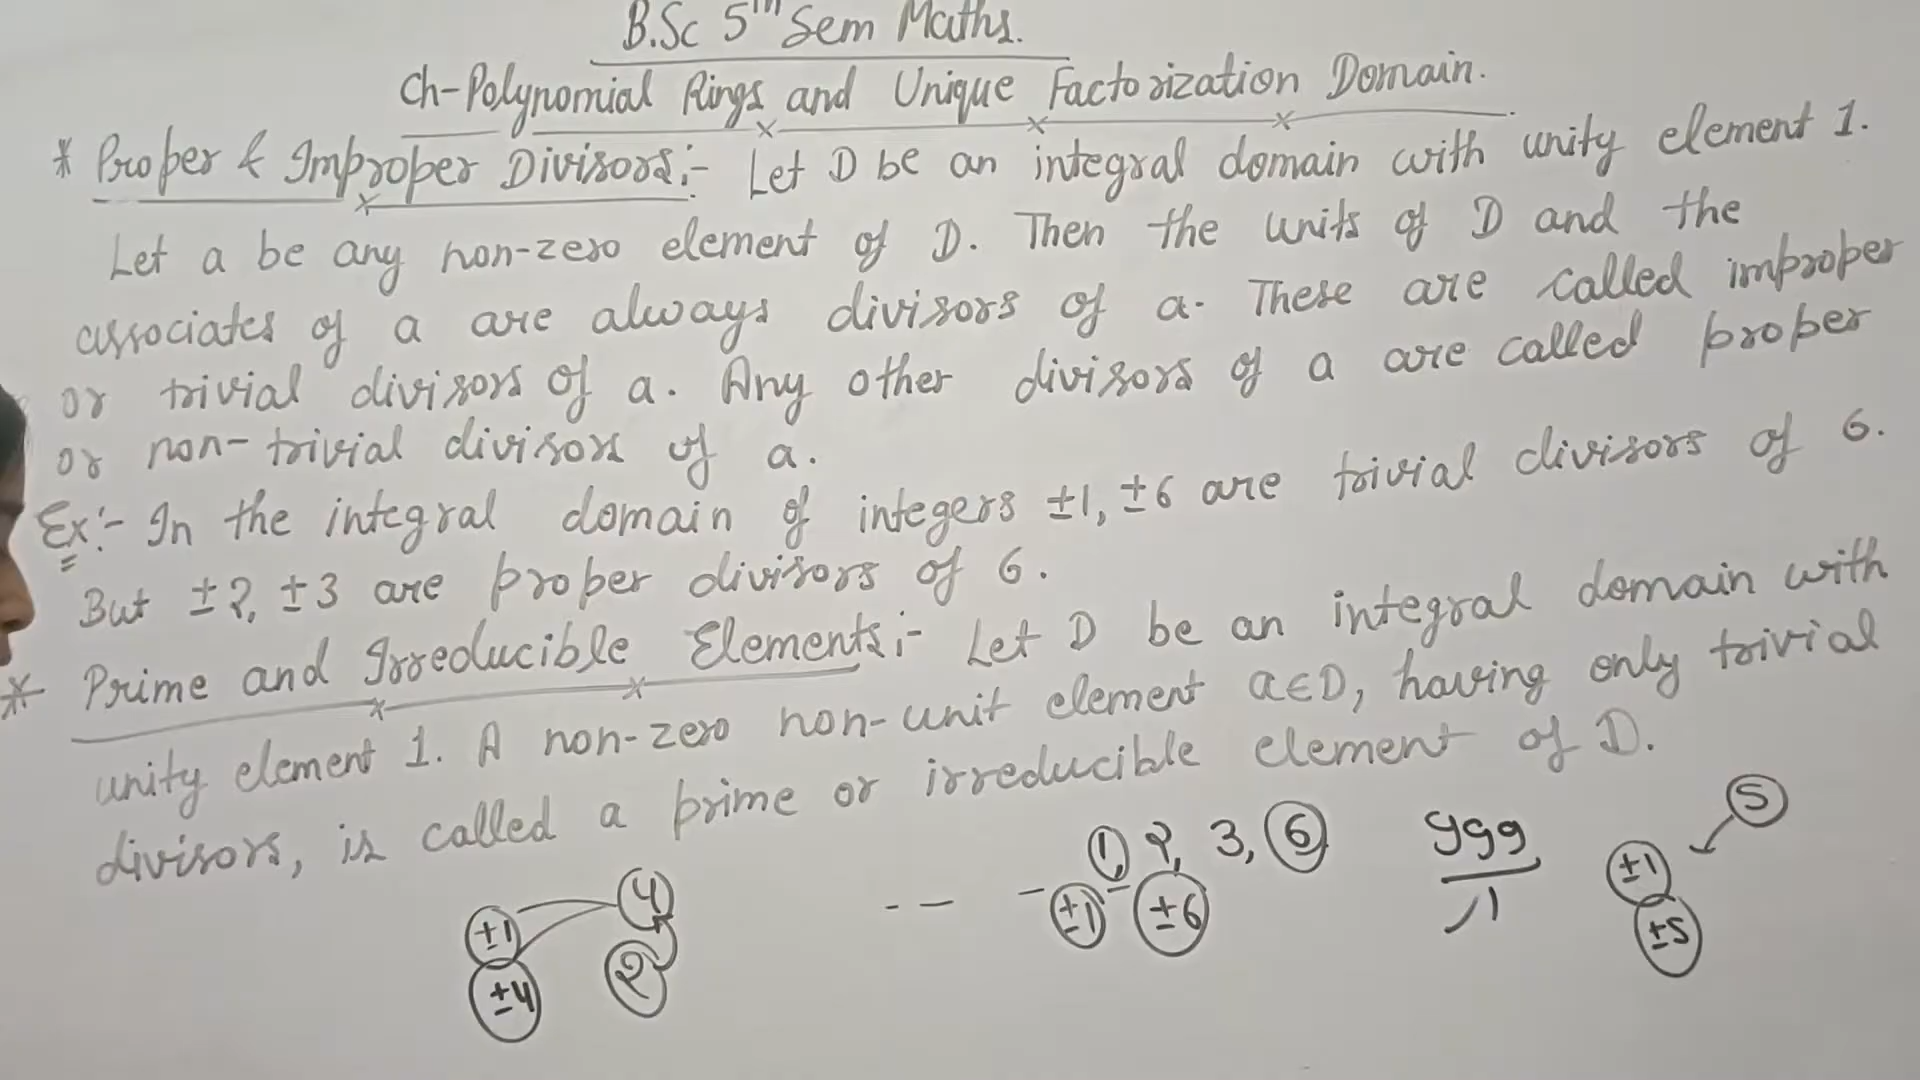 B.Sc 5th Sem Maths.
Ch-Polynomial Rings and Unique Factorization Domain.
* Proper & Improper Divisors:- Let D be an integral domain with unity element 1.
Let a be any non-zero element of D. Then the units of D and the
associates of a are always divisors of a. These are called improper
or trivial divisors of a. Any other divisors of a are called proper
or non-trivial divisors of a.
Ex:- In the integral domain of integers ±1, ±6 are trivial divisors of 6.
But ±2, ±3 are proper divisors of 6.
* Prime and Irreducible Elements:- Let D be an integral domain with
unity element 1. A non-zero non-unit element a∈D, having only trivial
divisors, is called a prime or irreducible element of D.
1, 2, 3, 6
5
±1 4
±1 ±6
±1
±4 2
±5